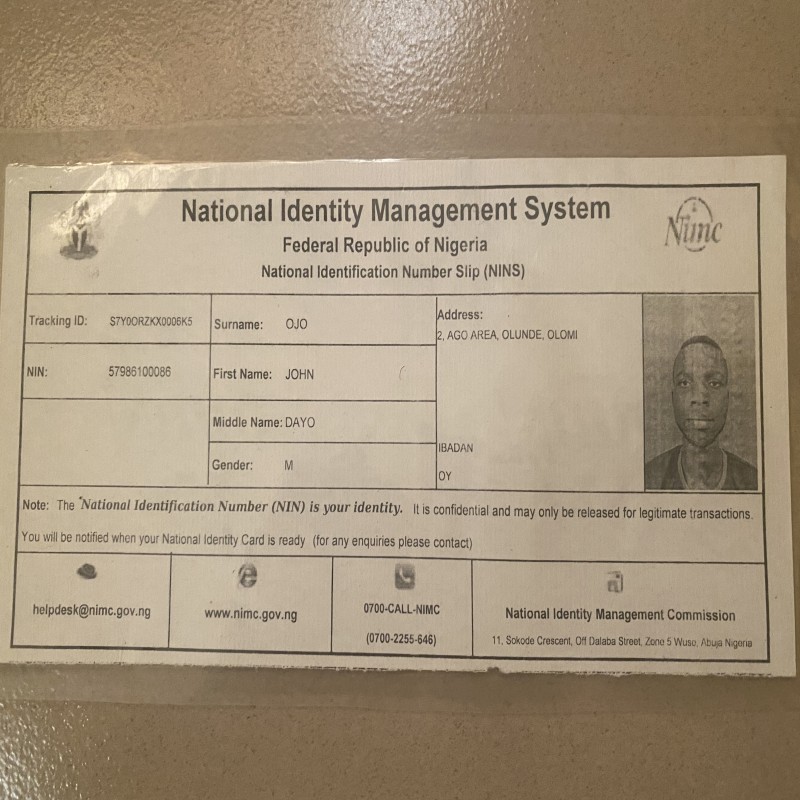 National Identity Management System
Federal Republic of Nigeria
National Identification Number Slip (NINS)
Nimc
Tracking ID: S7Y0ORZKX0006K5
Surname: OJO
Address:
2, AGO AREA, OLUNDE, OLOMI
NIN: 57986100086
First Name: JOHN
Middle Name: DAYO
IBADAN
Gender: M
OY
Note: The "National Identification Number (NIN) is your identity. It is confidential and may only be released for legitimate transactions.
You will be notified when your National Identity Card is ready (for any enquiries please contact)
helpdesk@nimc.gov.ng
www.nimc.gov.ng
0700-CALL-NIMC
(0700-2255-646)
National Identity Management Commission
11, Sokode Crescent, Off Dalaba Street, Zone 5 Wuse, Abuja Nigeria